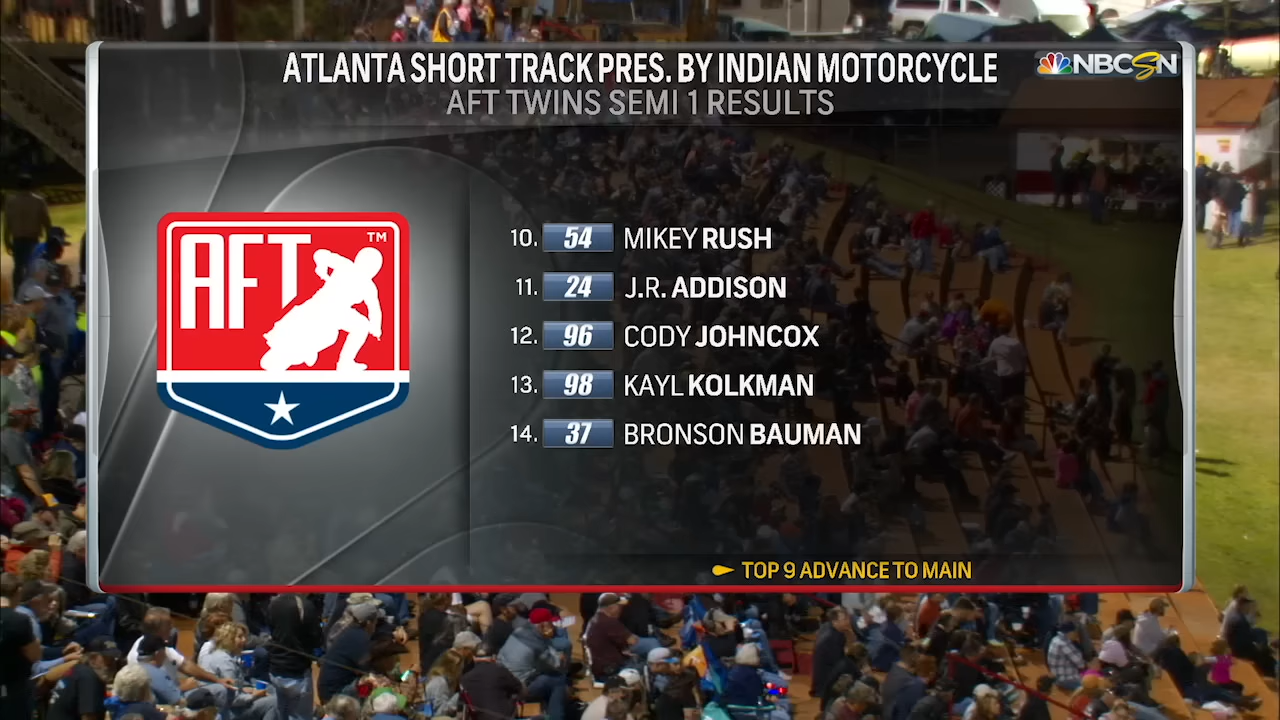 ATLANTA SHORT TRACK PRES. BY INDIAN MOTORCYCLE
NBCSN
AFT TWINS SEMI 1 RESULTS
AFT™
10. 54 MIKEY RUSH
11. 24 J.R. ADDISON
12. 96 CODY JOHNCOX
13. 98 KAYL KOLKMAN
14. 37 BRONSON BAUMAN
TOP 9 ADVANCE TO MAIN